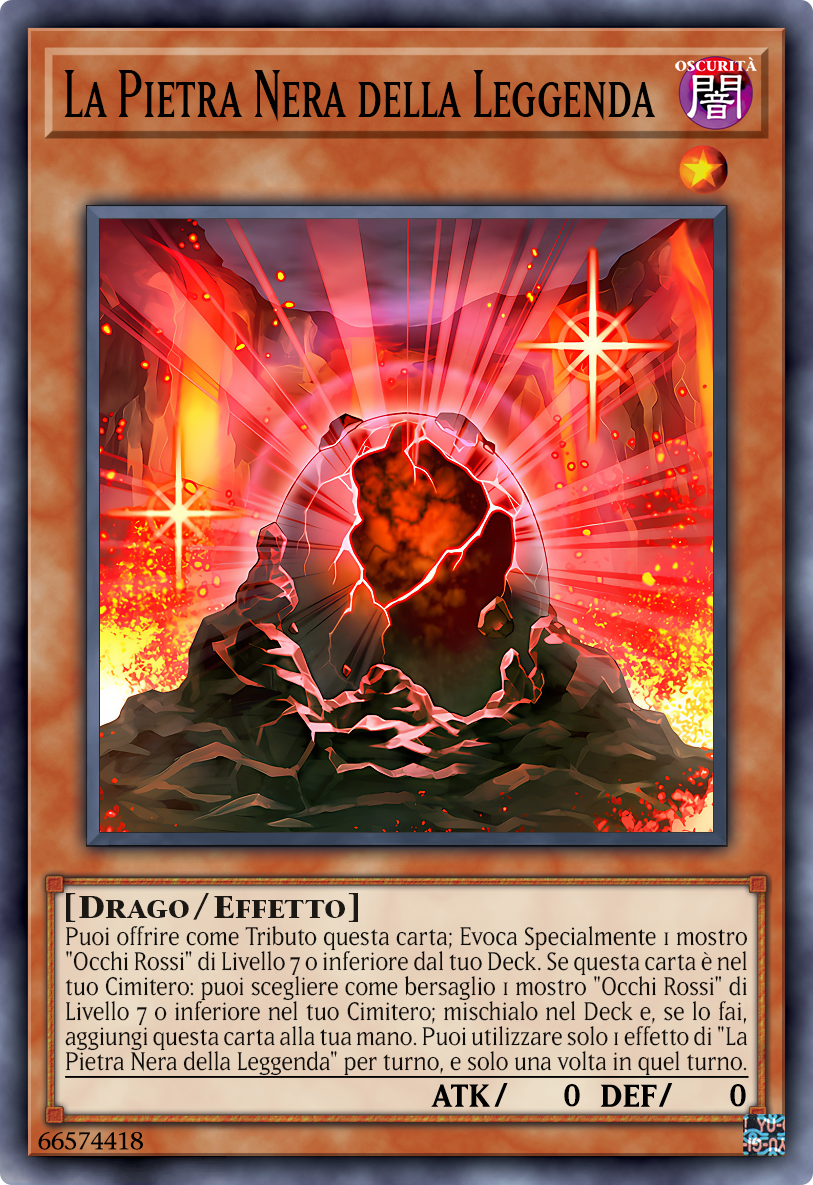 La Pietra Nera della Leggenda
OSCURITÀ
闇
[Drago/Effetto]
Puoi offrire come Tributo questa carta; Evoca Specialmente 1 mostro
"Occhi Rossi" di Livello 7 o inferiore dal tuo Deck. Se questa carta è nel
tuo Cimitero: puoi scegliere come bersaglio 1 mostro "Occhi Rossi" di
Livello 7 o inferiore nel tuo Cimitero; mischialo nel Deck e, se lo fai,
aggiungi questa carta alla tua mano. Puoi utilizzare solo 1 effetto di "La
Pietra Nera della Leggenda" per turno, e solo una volta in quel turno.
ATK/ 0 DEF/ 0
66574418